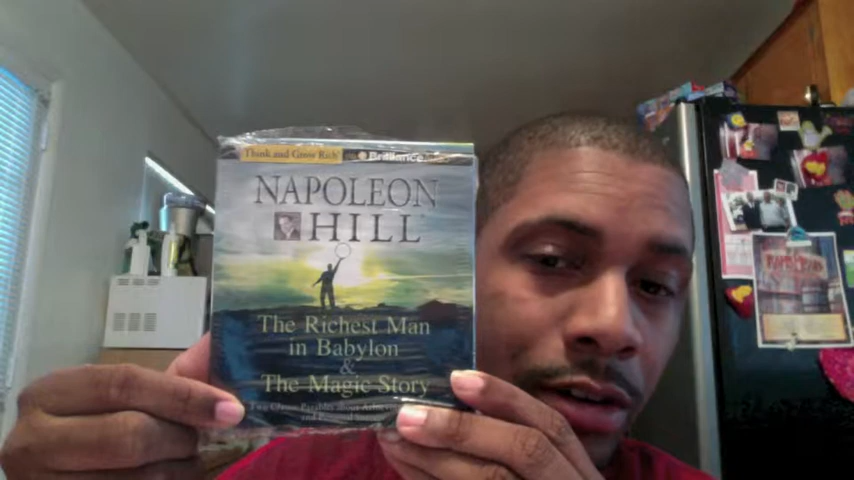 Think and Grow Rich
Brilliance
NAPOLEON
HILL
The Richest Man
in Babylon
&
The Magic Story